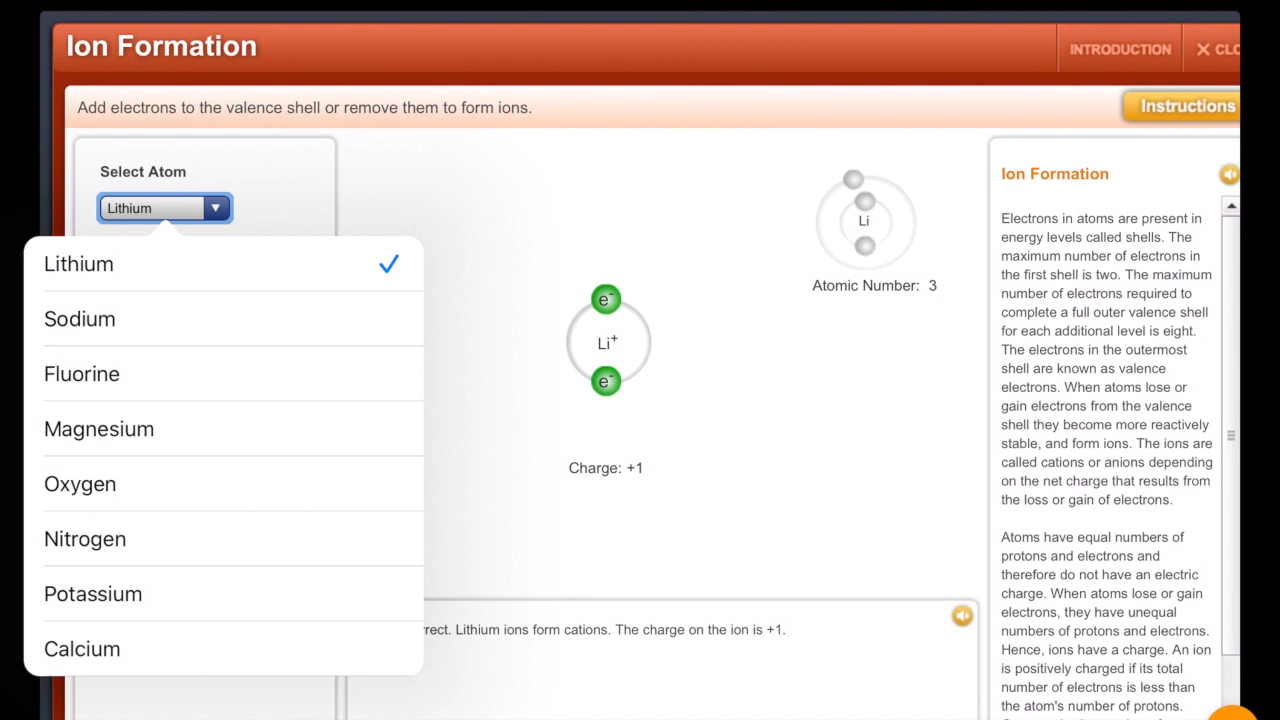 Ion Formation
INTRODUCTION
Add electrons to the valence shell or remove them to form ions.
Instructions
Select Atom
Lithium
Lithium
Sodium
Fluorine
Magnesium
Oxygen
Nitrogen
Potassium
Calcium
Li
Atomic Number: 3
e⁻
Li⁺
e⁻
Charge: +1
Lithium ions form cations. The charge on the ion is +1.
Ion Formation
Electrons in atoms are present in
energy levels called shells. The
maximum number of electrons in
the first shell is two. The maximum
number of electrons required to
complete a full outer valence shell
for each additional level is eight.
The electrons in the outermost
shell are known as valence
electrons. When atoms lose or
gain electrons from the valence
shell they become more reactively
stable, and form ions. The ions are
called cations or anions depending
on the net charge that results from
the loss or gain of electrons.
Atoms have equal numbers of
protons and electrons and
therefore do not have an electric
charge. When atoms lose or gain
electrons, they have unequal
numbers of protons and electrons.
Hence, ions have a charge. An ion
is positively charged if its total
number of electrons is less than
the atom's number of protons.